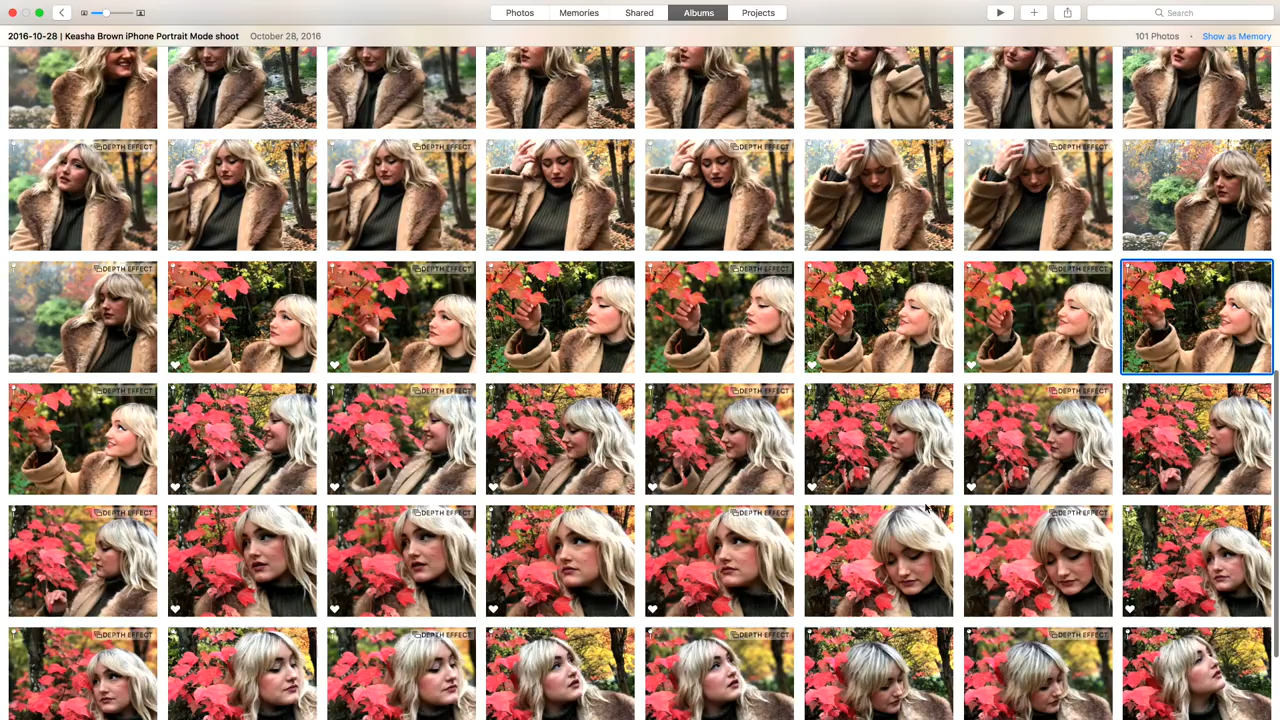 Photos Memories Shared Albums Projects Search
2016-10-28 | Keasha Brown iPhone Portrait Mode shoot October 28, 2016 101 Photos · Show as Memory
DEPTH EFFECT DEPTH EFFECT DEPTH EFFECT
DEPTH EFFECT
DEPTH EFFECT DEPTH EFFECT DEPTH EFFECT DEPTH EFFECT
DEPTH EFFECT DEPTH EFFECT DEPTH EFFECT DEPTH EFFECT
DEPTH EFFECT DEPTH EFFECT DEPTH EFFECT DEPTH EFFECT
DEPTH EFFECT DEPTH EFFECT DEPTH EFFECT DEPTH EFFECT